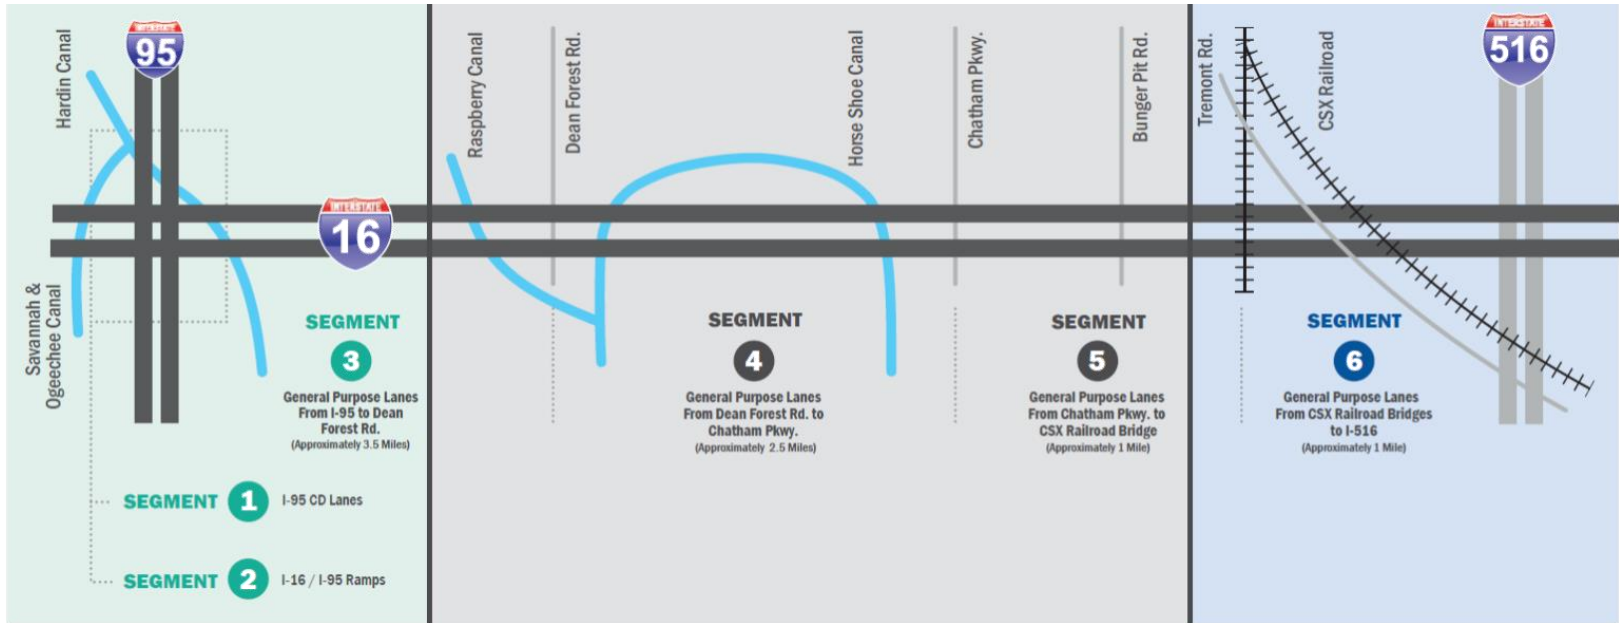 Hardin Canal
INTERSTATE
95
Savannah &
Ogeechee Canal
INTERSTATE
16
SEGMENT
3
General Purpose Lanes
From I-95 to Dean
Forest Rd.
(Approximately 3.5 Miles)
SEGMENT 1 I-95 CD Lanes
SEGMENT 2 I-16 / I-95 Ramps
Raspberry Canal
Dean Forest Rd.
Horse Shoe Canal
Chatham Pkwy.
Bunger Pit Rd.
SEGMENT
4
General Purpose Lanes
From Dean Forest Rd. to
Chatham Pkwy.
(Approximately 2.5 Miles)
SEGMENT
5
General Purpose Lanes
From Chatham Pkwy. to
CSX Railroad Bridge
(Approximately 1 Mile)
Tremont Rd.
CSX Railroad
INTERSTATE
516
SEGMENT
6
General Purpose Lanes
From CSX Railroad Bridges
to I-516
(Approximately 1 Mile)